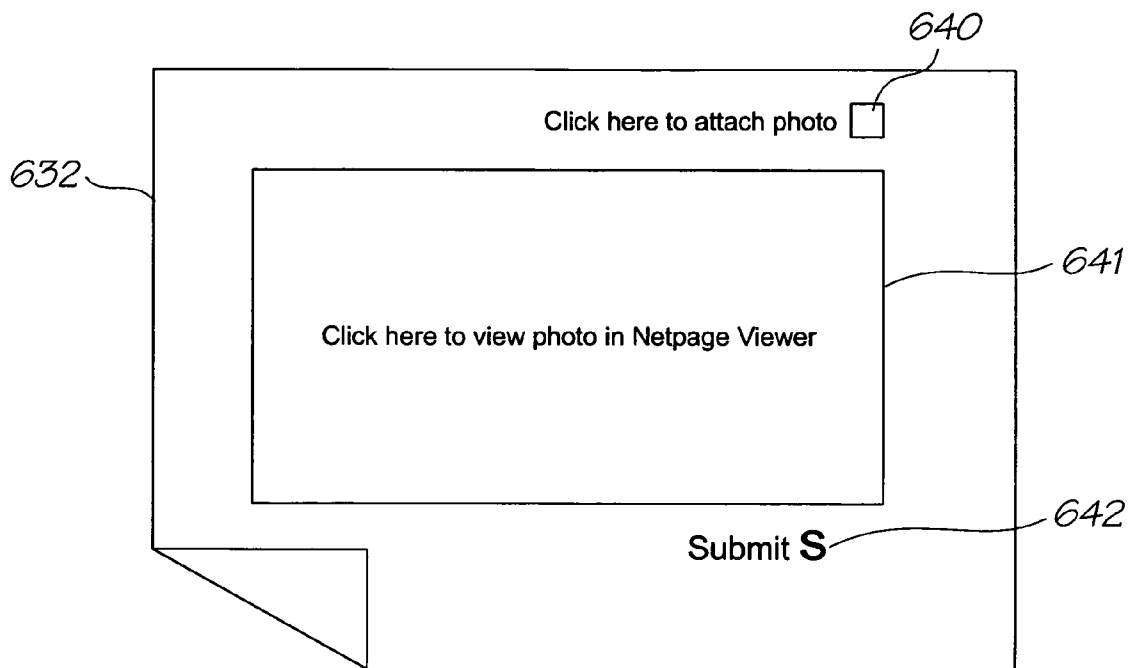 640
Click here to attach photo
632
641
Click here to view photo in Netpage Viewer
642
Submit S